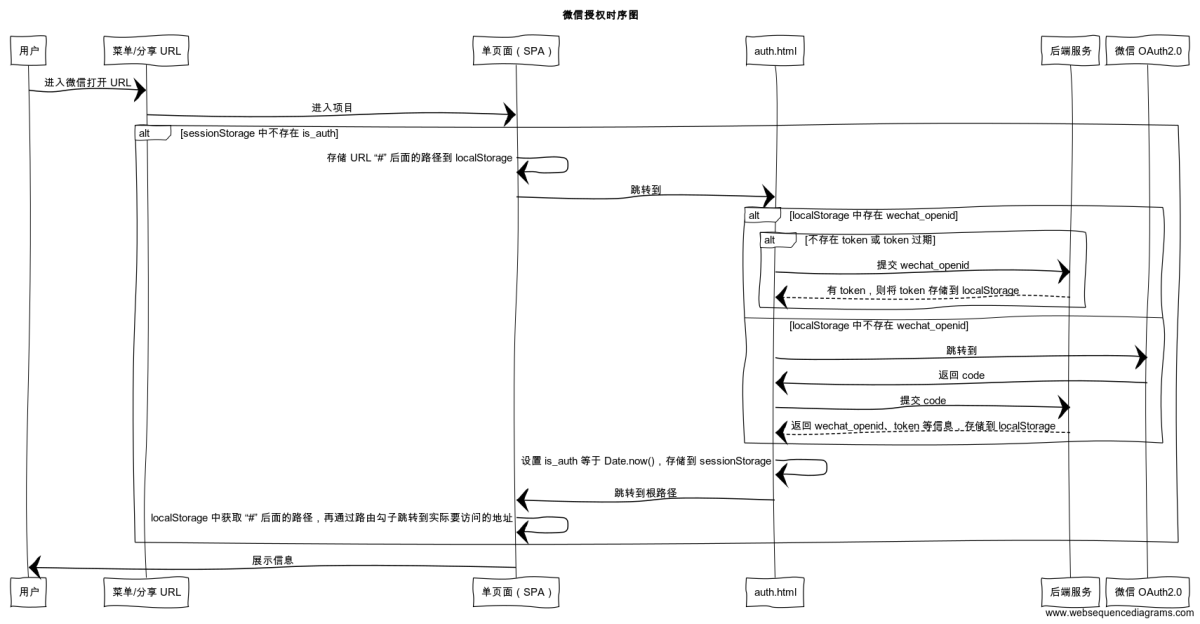 微信授权时序图
用户
菜单/分享 URL
单页面（SPA）
auth.html
后端服务
微信 OAuth2.0
进入微信打开 URL
进入项目
alt
[sessionStorage 中不存在 is_auth]
存储 URL “#” 后面的路径到 localStorage
跳转到
alt
[localStorage 中存在 wechat_openid]
alt
[不存在 token 或 token 过期]
提交 wechat_openid
有 token，则将 token 存储到 localStorage
[localStorage 中不存在 wechat_openid]
跳转到
返回 code
提交 code
返回 wechat_openid、token 等信息，存储到 localStorage
设置 is_auth 等于 Date.now()，存储到 sessionStorage
跳转到根路径
localStorage 中获取 “#” 后面的路径，再通过路由勾子跳转到实际要访问的地址
展示信息
用户
菜单/分享 URL
单页面（SPA）
auth.html
后端服务
微信 OAuth2.0
www.websequencediagrams.com